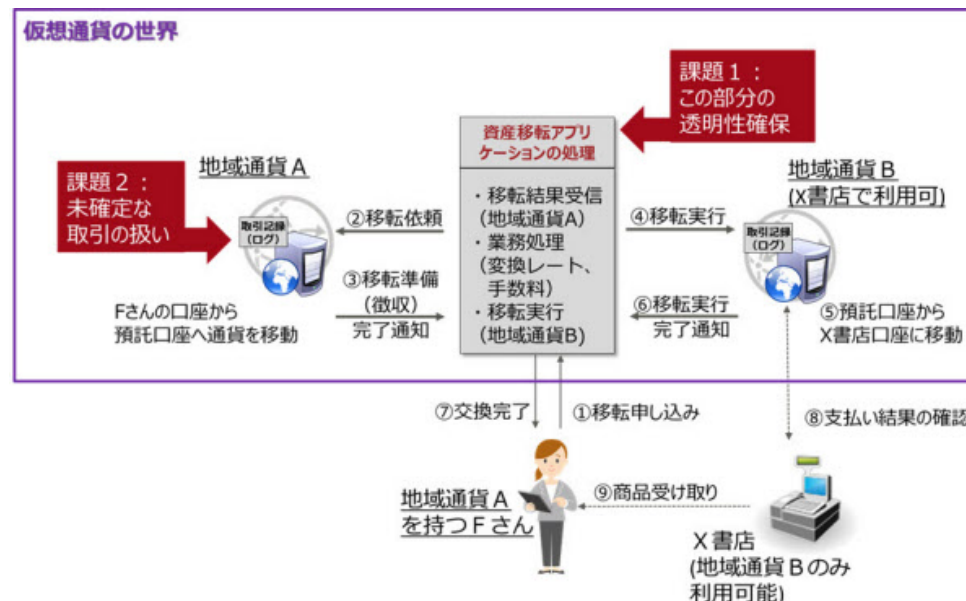 仮想通貨の世界
課題１：
この部分の
透明性確保
資産移転アプリ
ケーションの処理
・移転結果受信
(地域通貨A)
・業務処理
（変換レート、
手数料）
・移転実行
(地域通貨B)
課題２：
未確定な
取引の扱い
地域通貨Ａ
取引記録
(ログ)
Fさんの口座から
預託口座へ通貨を移動
②移転依頼
③移転準備
（徴収）
完了通知
④移転実行
⑥移転実行
完了通知
地域通貨Ｂ
(X書店で利用可)
取引記録
(ログ)
⑤預託口座から
X書店口座に移動
⑦交換完了
①移転申し込み
⑧支払い結果の確認
地域通貨Ａ
を持つＦさん
⑨商品受け取り
Ｘ書店
(地域通貨Ｂのみ
利用可能)